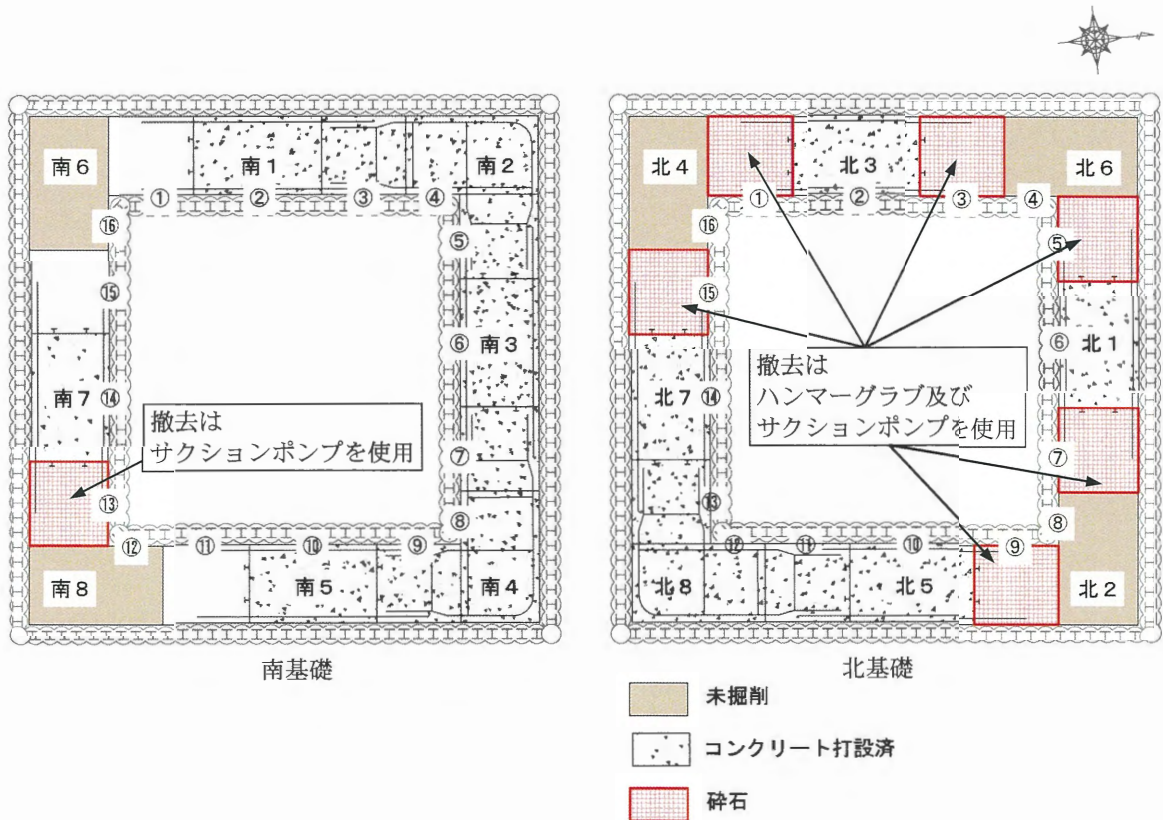 南6
南1
南2
①
②
③
④
⑯
⑤
⑮
⑥
南3
南7
⑭
撤去は
サクションポンプを使用
⑦
⑬
⑧
⑫
⑪
⑩
⑨
南8
南5
南4
南基礎
北4
北3
北6
①
②
③
④
⑯
⑤
⑮
⑥
北1
撤去は
ハンマーグラブ及び
サクションポンプを使用
北7
⑭
⑦
⑬
⑧
⑫
⑪
⑩
⑨
北8
北5
北2
北基礎
未掘削
コンクリート打設済
砕石